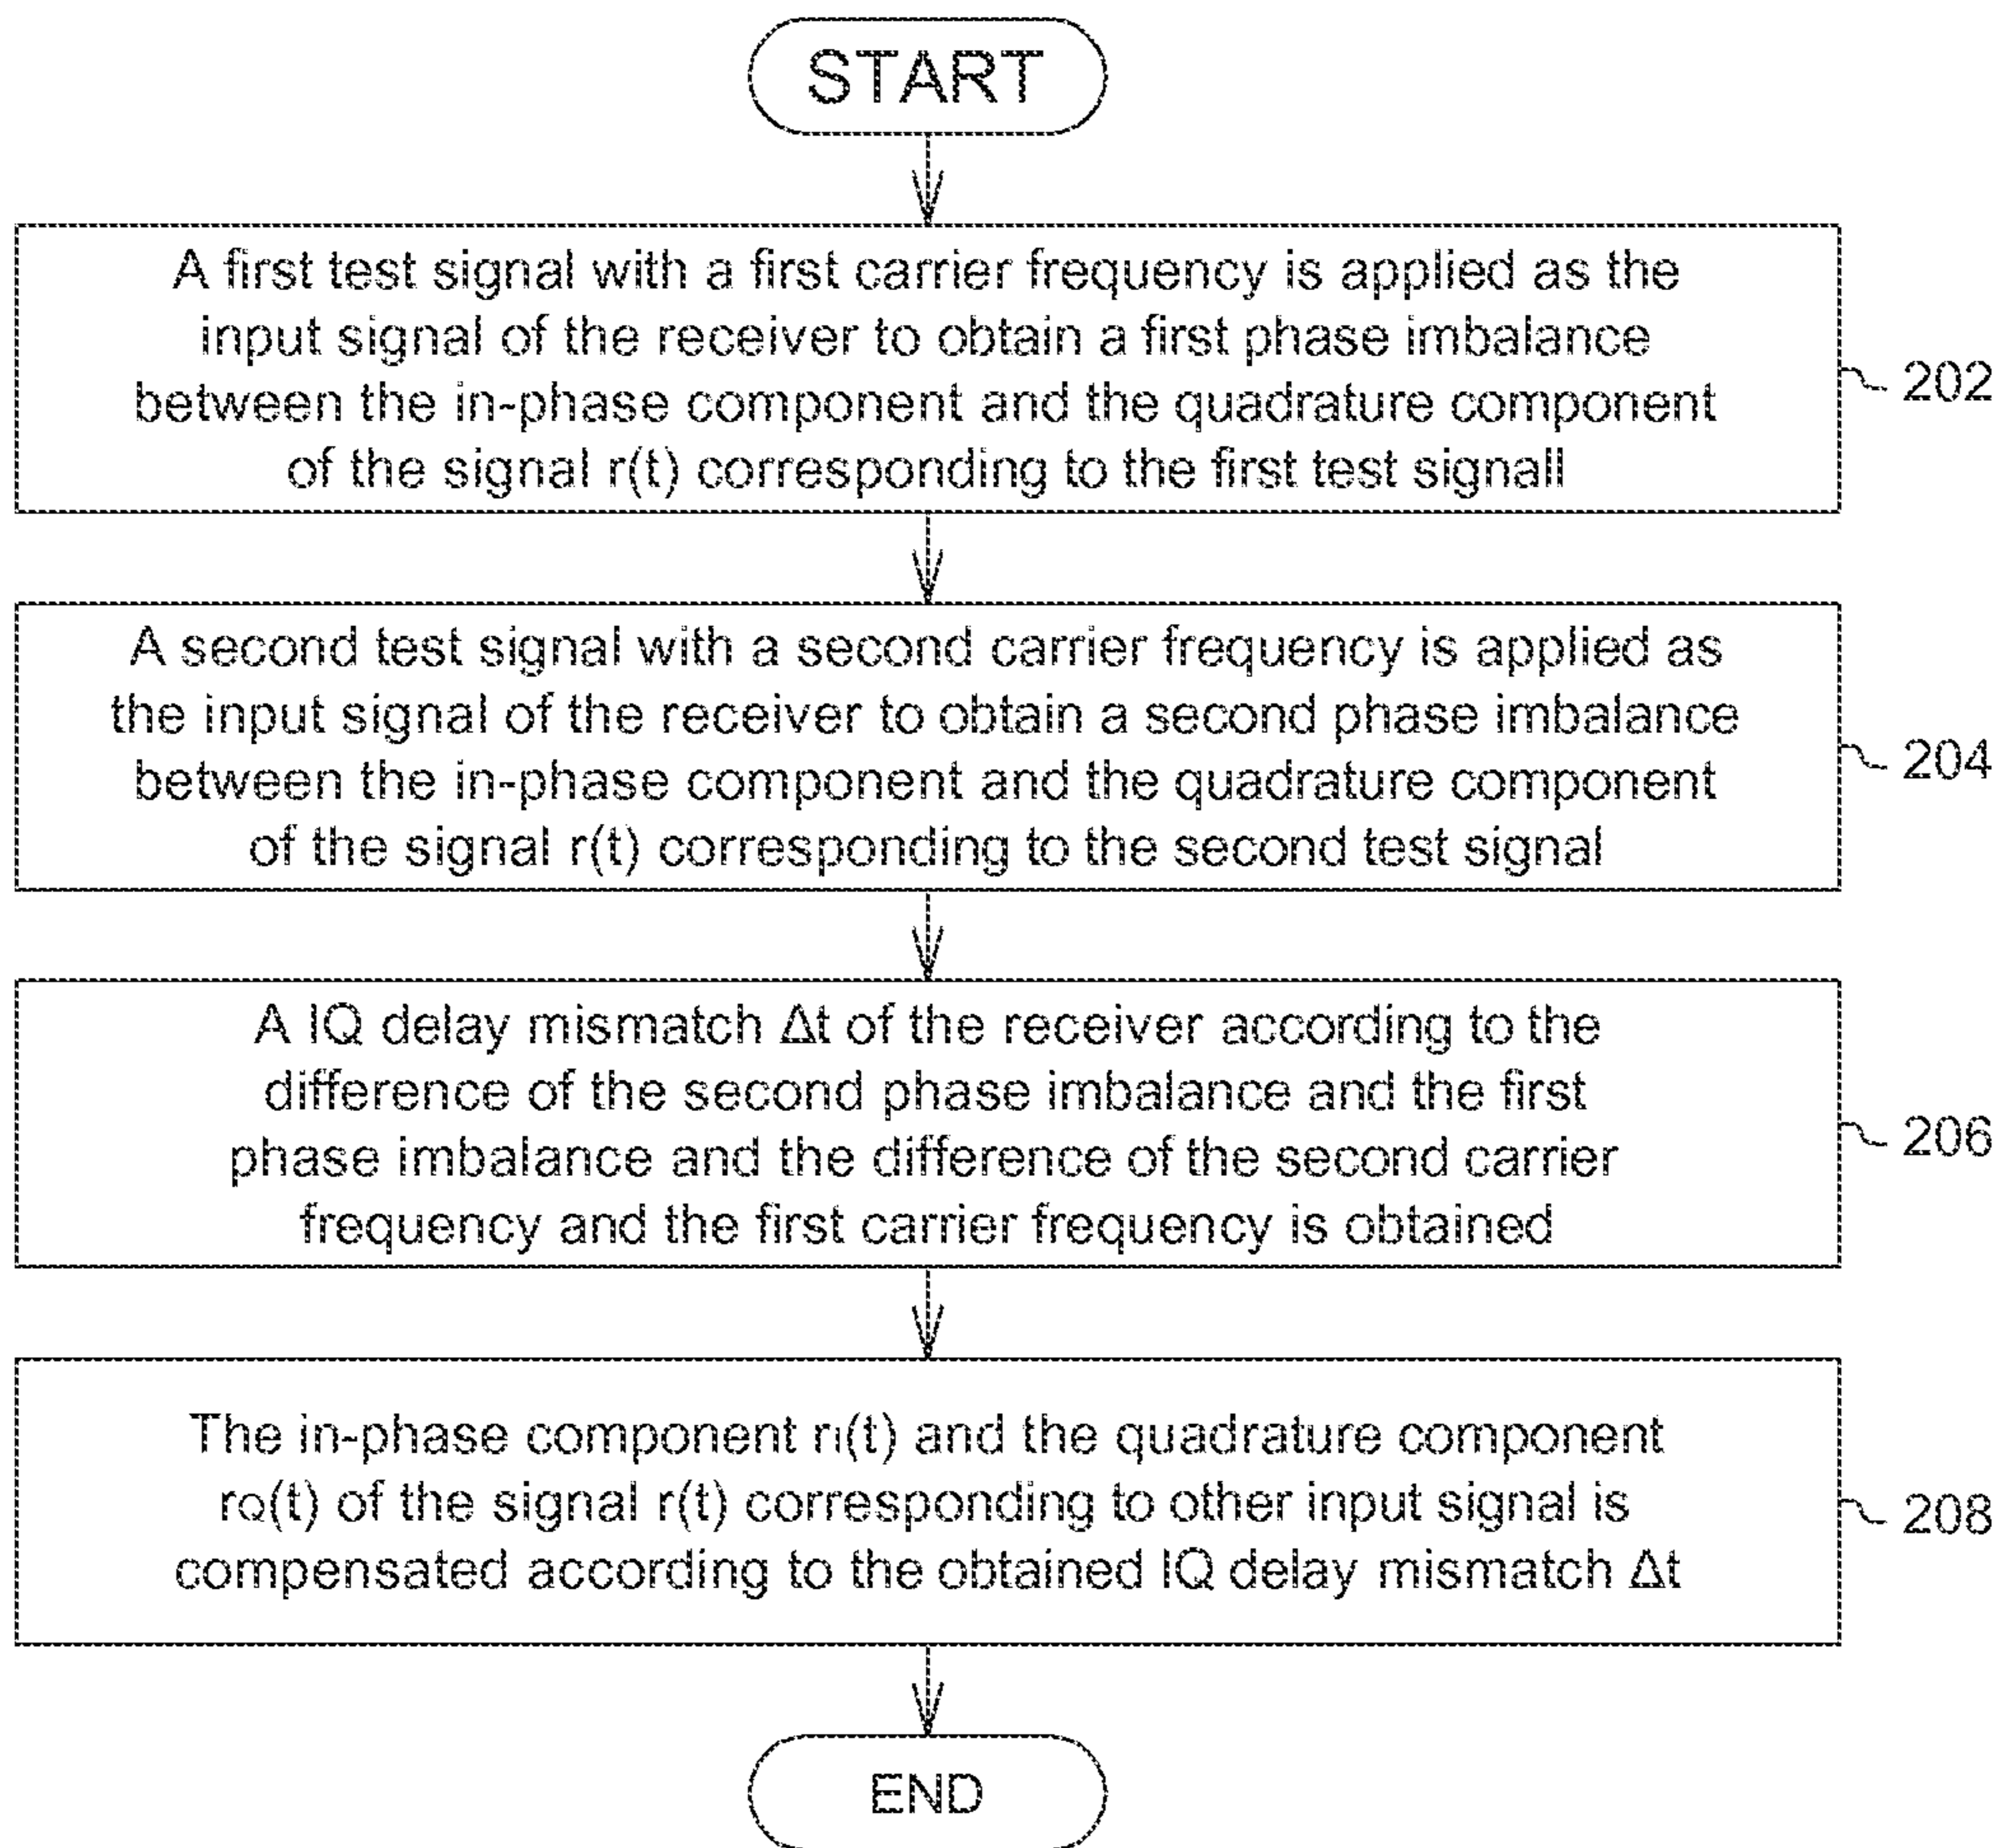 START
A first test signal with a first carrier frequency is applied as the
input signal of the receiver to obtain a first phase imbalance
between the in-phase component and the quadrature component
of the signal r(t) corresponding to the first test signall
202
A second test signal with a second carrier frequency is applied as
the input signal of the receiver to obtain a second phase imbalance
between the in-phase component and the quadrature component
of the signal r(t) corresponding to the second test signal
204
A IQ delay mismatch Δt of the receiver according to the
difference of the second phase imbalance and the first
phase imbalance and the difference of the second carrier
frequency and the first carrier frequency is obtained
206
The in-phase component rI(t) and the quadrature component
rQ(t) of the signal r(t) corresponding to other input signal is
compensated according to the obtained IQ delay mismatch Δt
208
END